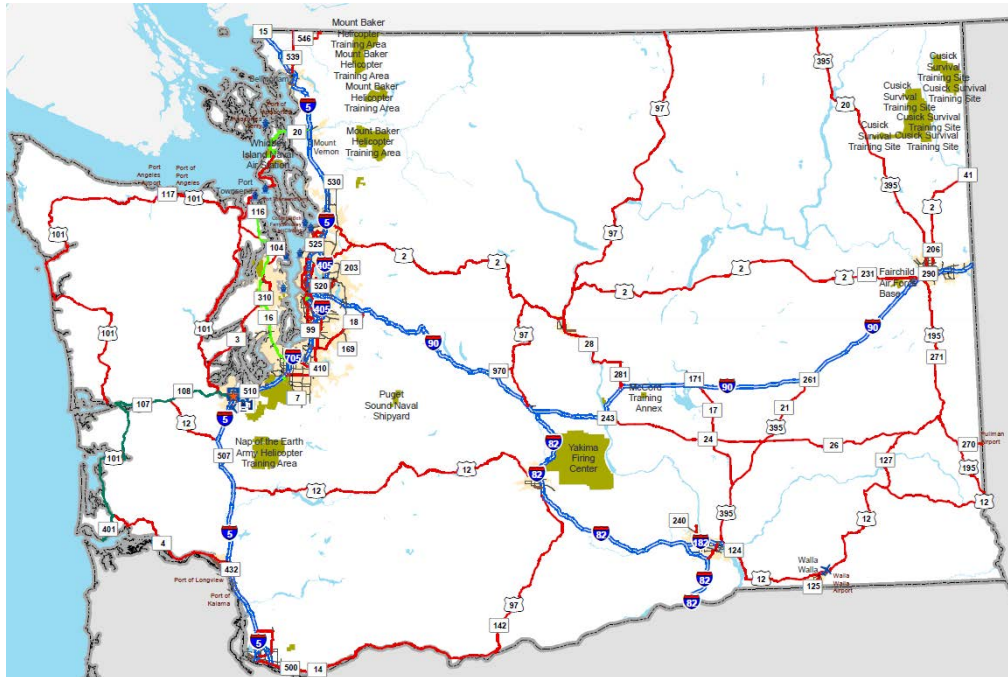 15
546
539
Mount Baker
Helicopter
Training Area
Mount Baker
Helicopter
Training Area
Mount Baker
Helicopter
Training Area
Mount Baker
Helicopter
Training Area
5
20
Mount
Vernon
Whidbey
Island Naval
Air Station
97
395
20
Cusick
Survival
Training Site
Cusick Survival
Training Site
Cusick
Survival
Training Site
Cusick Survival
Training Site
Cusick
Survival
Training Site
395
41
2
Port
Angeles
Airport
Port of
Port
Angeles
117
101
530
116
5
101
104
525
405
203
2
2
97
2
2
2
2
231
206
290
Fairchild
Air Force
Base
310
520
405
16
101
3
99
18
169
705
410
90
97
28
281
970
90
171
90
261
195
271
101
108
510
107
7
12
5
507
Puget
Sound Naval
Shipyard
Nap of the Earth
Army Helicopter
Training Area
McCord
Training
Annex
243
17
21
395
24
26
270
Pullman
Airport
127
195
82
Yakima
Firing
Center
82
12
12
101
401
4
5
432
Port of Longview
Port of
Kalama
82
240
182
124
395
12
12
Walla
Walla
125
Walla
Walla
Airport
12
82
82
97
142
5
500
14